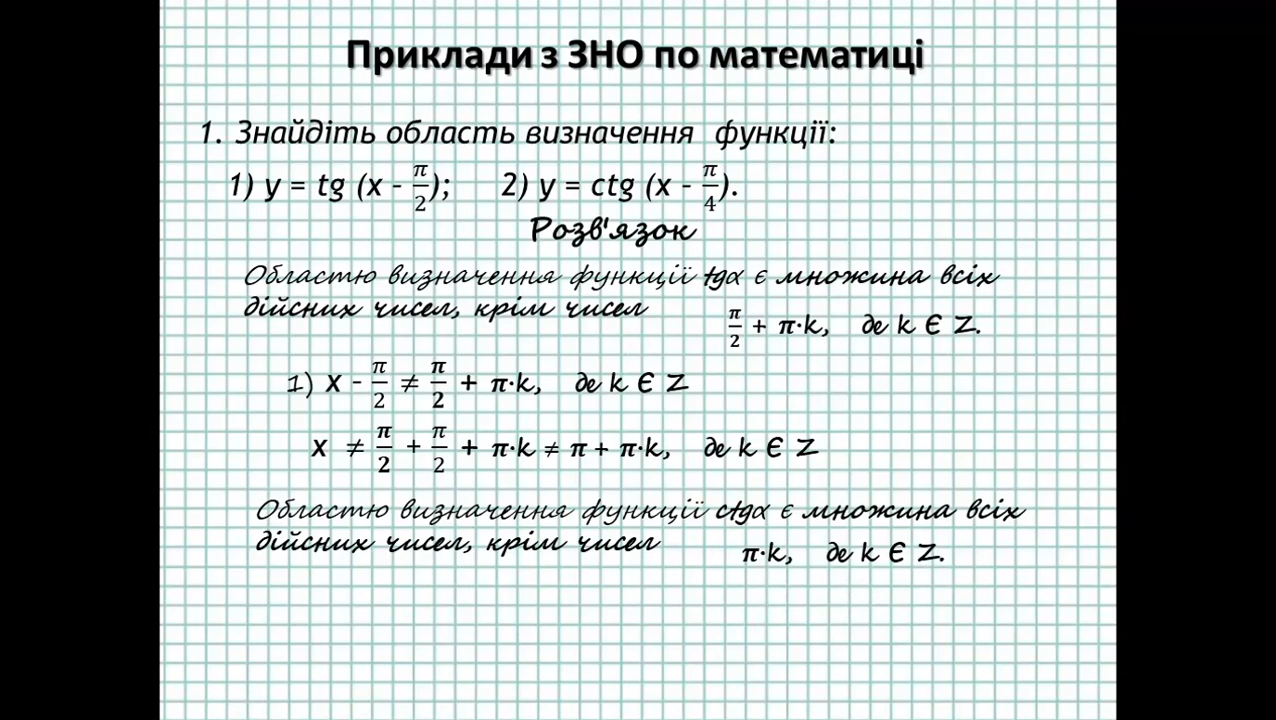 Приклади з ЗНО по математиці
1. Знайдіть область визначення функції:
1) y = tg (x - π/2); 2) y = ctg (x - π/4).
Розв'язок
Областю визначення функції tgα є множина всіх
дійсних чисел, крім чисел π/2 + π·k, де k Є Z.
1) x - π/2 ≠ π/2 + π·k, де k Є Z
x ≠ π/2 + π/2 + π·k ≠ π + π·k, де k Є Z
Областю визначення функції ctgα є множина всіх
дійсних чисел, крім чисел π·k, де k Є Z.